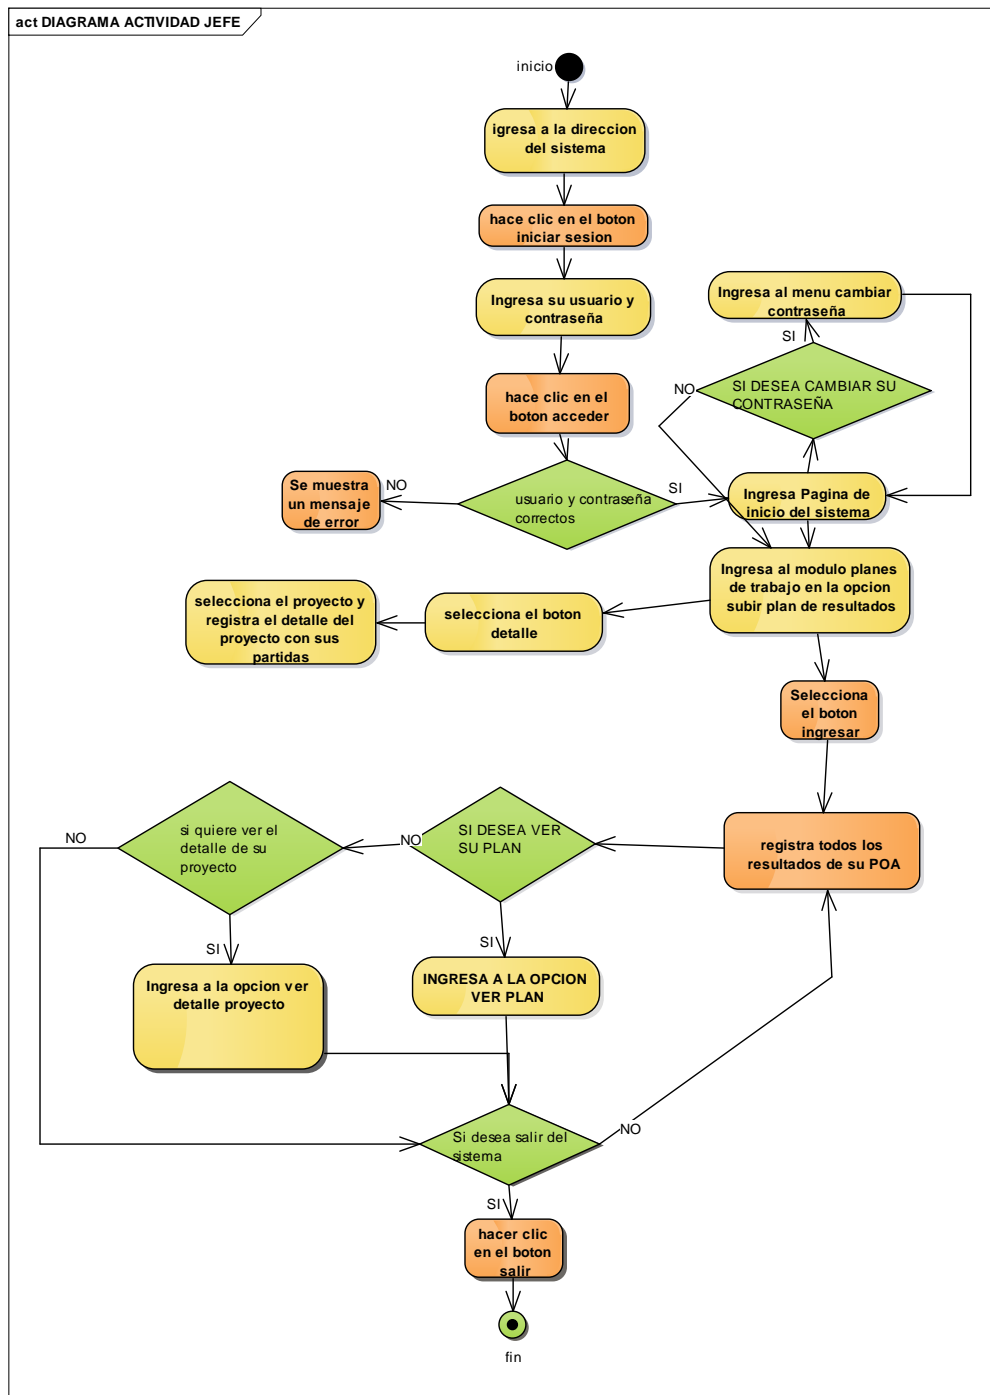 act DIAGRAMA ACTIVIDAD JEFE
inicio
igresa a la direccion
del sistema
hace clic en el boton
iniciar sesion
Ingresa su usuario y
contraseña
Ingresa al menu cambiar
contraseña
SI
SI DESEA CAMBIAR SU
CONTRASEÑA
NO
hace clic en el
boton acceder
usuario y contraseña
correctos
NO
SI
Se muestra
un mensaje
de error
Ingresa Pagina de
inicio del sistema
Ingresa al modulo planes
de trabajo en la opcion
subir plan de resultados
selecciona el boton
detalle
selecciona el proyecto y
registra el detalle del
proyecto con sus
partidas
Selecciona
el boton
ingresar
registra todos los
resultados de su POA
SI DESEA VER
SU PLAN
NO
si quiere ver el
detalle de su
proyecto
NO
SI
SI
Ingresa a la opcion ver
detalle proyecto
INGRESA A LA OPCION
VER PLAN
Si desea salir del
sistema
NO
SI
hacer clic
en el boton
salir
fin